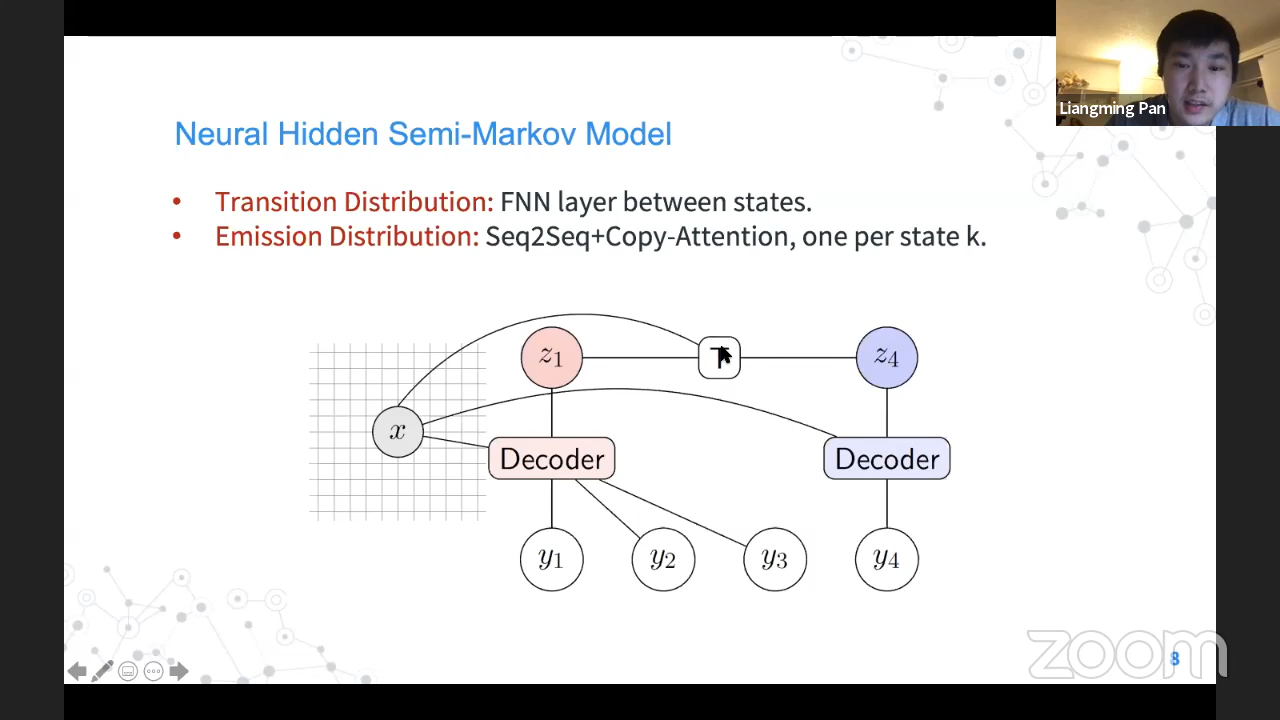 Liangming Pan
Neural Hidden Semi-Markov Model
• Transition Distribution: FNN layer between states.
• Emission Distribution: Seq2Seq+Copy-Attention, one per state k.
z1
T
z4
x
Decoder
Decoder
y1
y2
y3
y4
zoom
8